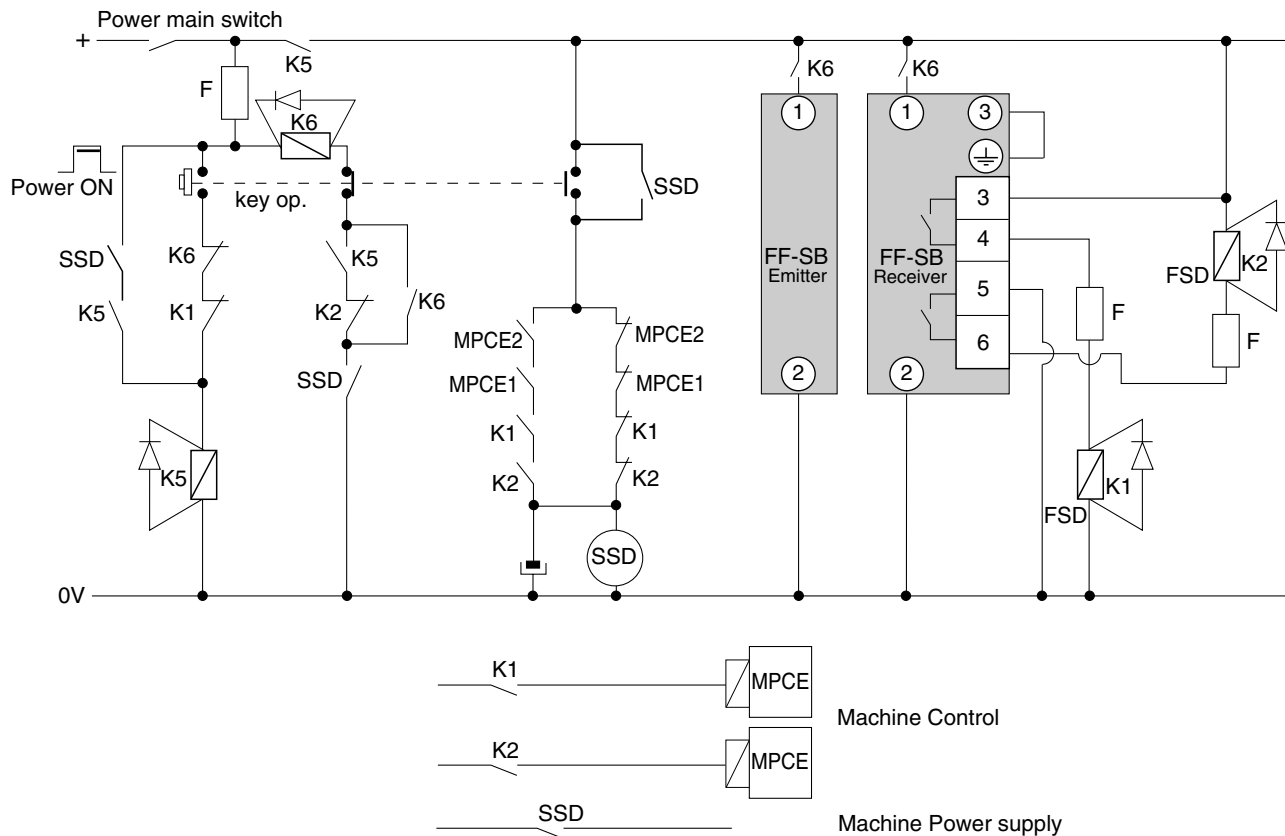 Power main switch
+
K5
K6
K6
F
K6
1
1
3
Power ON
key op.
SSD
3
SSD
K6
K5
4
FF-SB
Emitter
FF-SB
Receiver
FSD
K2
K5
K1
K2
K6
5
F
F
MPCE2
MPCE2
6
SSD
MPCE1
MPCE1
2
2
K1
K1
K5
K2
K2
K1
FSD
SSD
0V
K1
MPCE
Machine Control
K2
MPCE
SSD
Machine Power supply